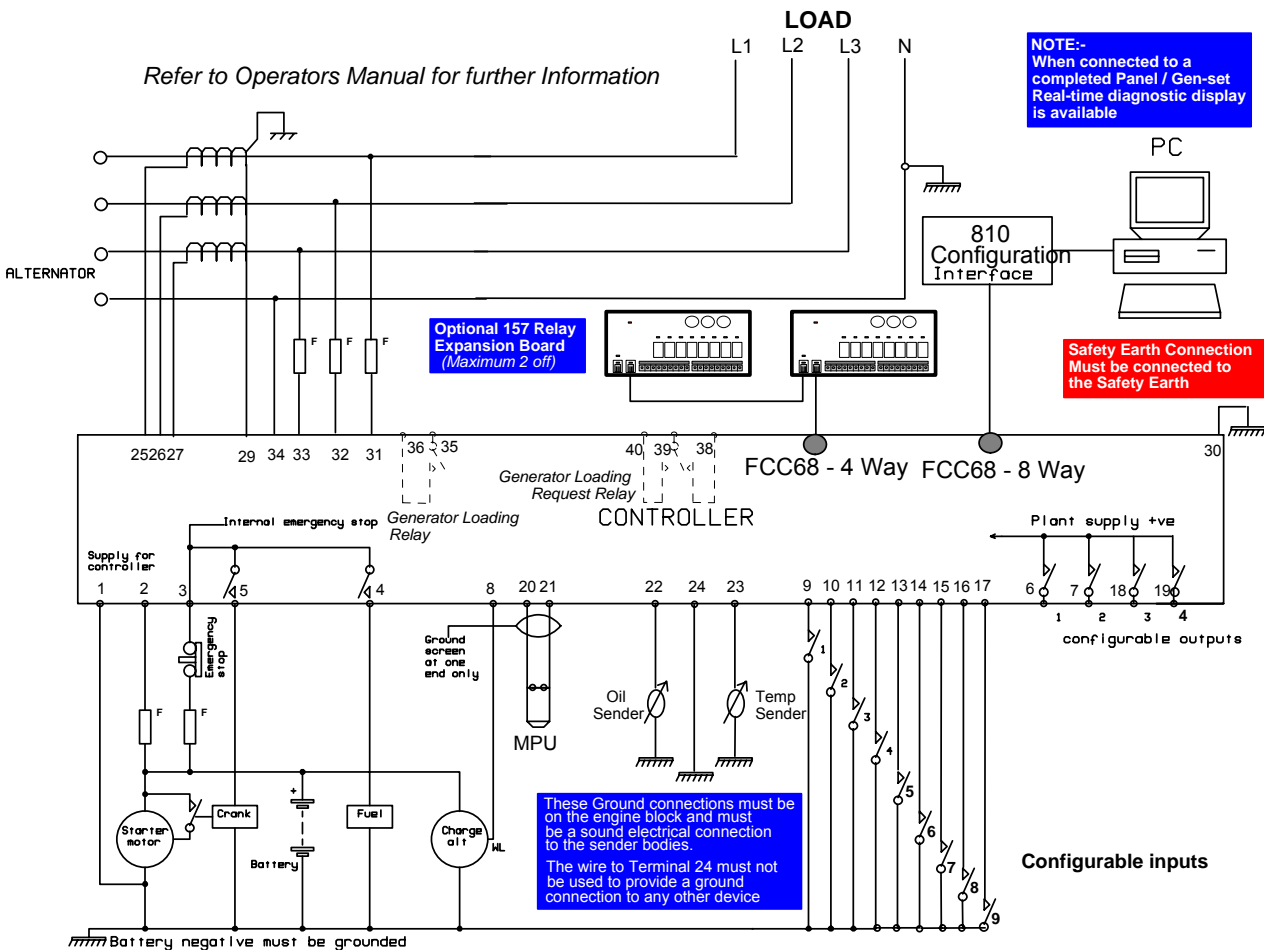 LOAD
L1 L2 L3 N
Refer to Operators Manual for further Information
NOTE:-
When connected to a
completed Panel / Gen-set
Real-time diagnostic display
is available
PC
810
Configuration
Interface
ALTERNATOR
Optional 157 Relay
Expansion Board
(Maximum 2 off)
Safety Earth Connection
Must be connected to
the Safety Earth
F F F
25 26 27 29 34 33 32 31 36 35 40 39 38 30
FCC68 - 4 Way
FCC68 - 8 Way
Generator Loading
Relay
Generator Loading
Request Relay
CONTROLLER
Internal emergency stop
Plant supply +ve
Supply for
controller
1 2 3 5 4 8 20 21 22 24 23 9 10 11 12 13 14 15 16 17 6 7 18 19
1 2 3 4
configurable outputs
Emergency
stop
F F
Ground
screen
at one
end only
MPU
Oil
Sender
Temp
Sender
1
2
3
4
5
6
7
8
9
Starter
motor
Crank
+
Battery
Fuel
Charge
alt
WL
These Ground connections must be
on the engine block and must
be a sound electrical connection
to the sender bodies.
The wire to Terminal 24 must not
be used to provide a ground
connection to any other device
Configurable inputs
Battery negative must be grounded